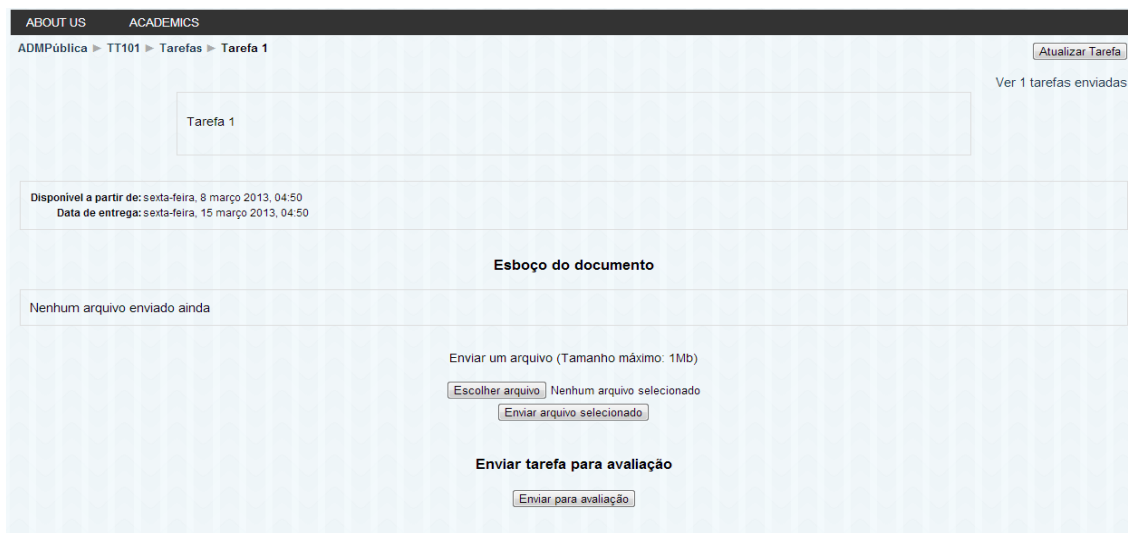 ABOUT US ACADEMICS
ADMPública ► TT101 ► Tarefas ► Tarefa 1
Atualizar Tarefa
Ver 1 tarefas enviadas
Tarefa 1
Disponível a partir de: sexta-feira, 8 março 2013, 04:50
Data de entrega: sexta-feira, 15 março 2013, 04:50
Esboço do documento
Nenhum arquivo enviado ainda
Enviar um arquivo (Tamanho máximo: 1Mb)
Escolher arquivo Nenhum arquivo selecionado
Enviar arquivo selecionado
Enviar tarefa para avaliação
Enviar para avaliação